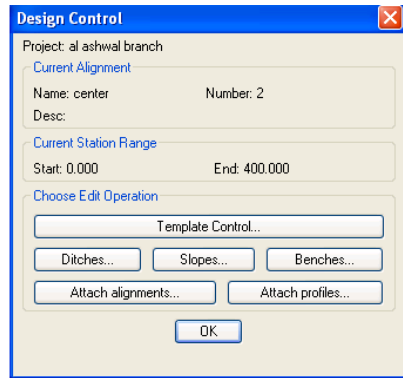 Design Control
Project: al ashwal branch
Current Alignment
Name: center Number: 2
Desc:
Current Station Range
Start: 0.000 End: 400.000
Choose Edit Operation
Template Control...
Ditches... Slopes... Benches...
Attach alignments... Attach profiles...
OK